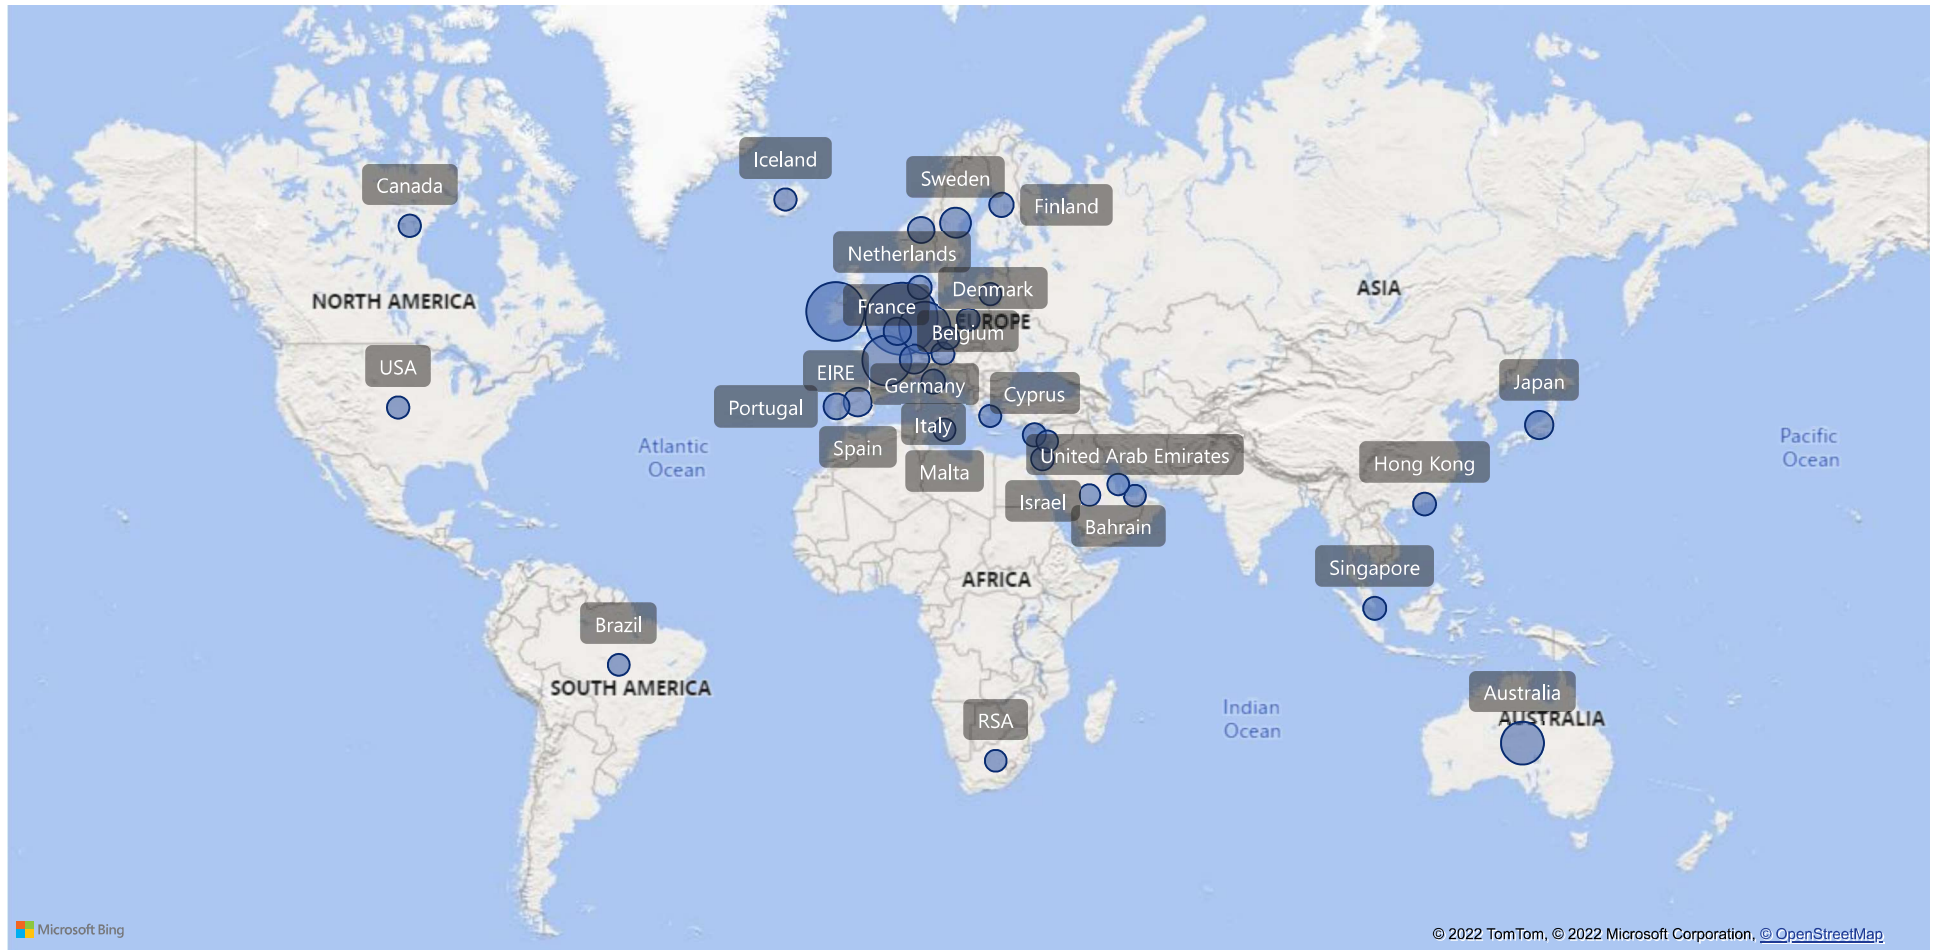 Iceland
Sweden
Canada
Finland
Netherlands
ASIA
Denmark
NORTH AMERICA
France
EUROPE
Belgium
USA
EIRE
Germany
Japan
Cyprus
Portugal
Italy
Atlantic
Ocean
Spain
United Arab Emirates
Pacific
Ocean
Hong Kong
Malta
Israel
Bahrain
Singapore
AFRICA
Brazil
SOUTH AMERICA
Australia
AUSTRALIA
Indian
Ocean
RSA
Microsoft Bing
© 2022 TomTom, © 2022 Microsoft Corporation, © OpenStreetMap